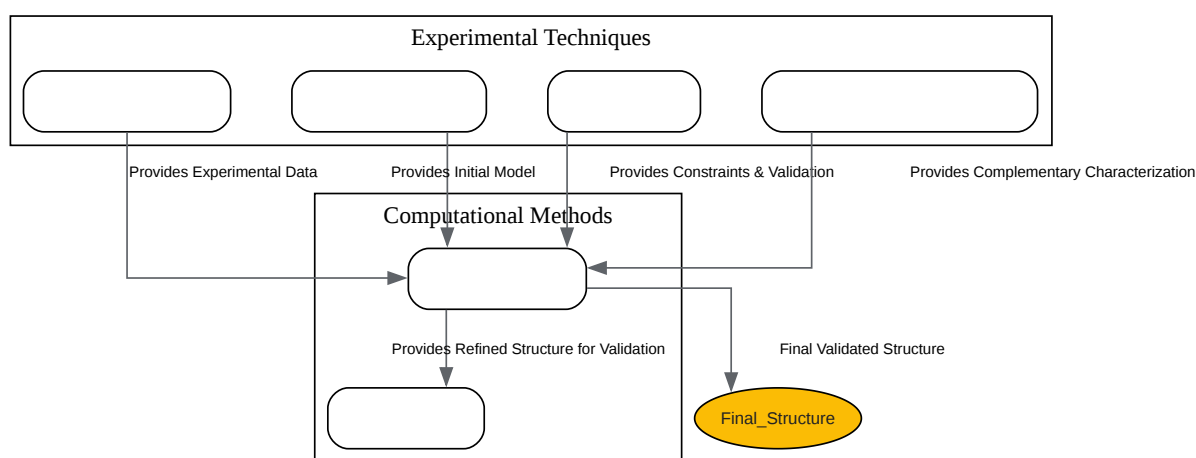 Experimental Techniques
Provides Experimental Data
Provides Initial Model
Provides Constraints & Validation
Provides Complementary Characterization
Computational Methods
Provides Refined Structure for Validation
Final Validated Structure
Final_Structure